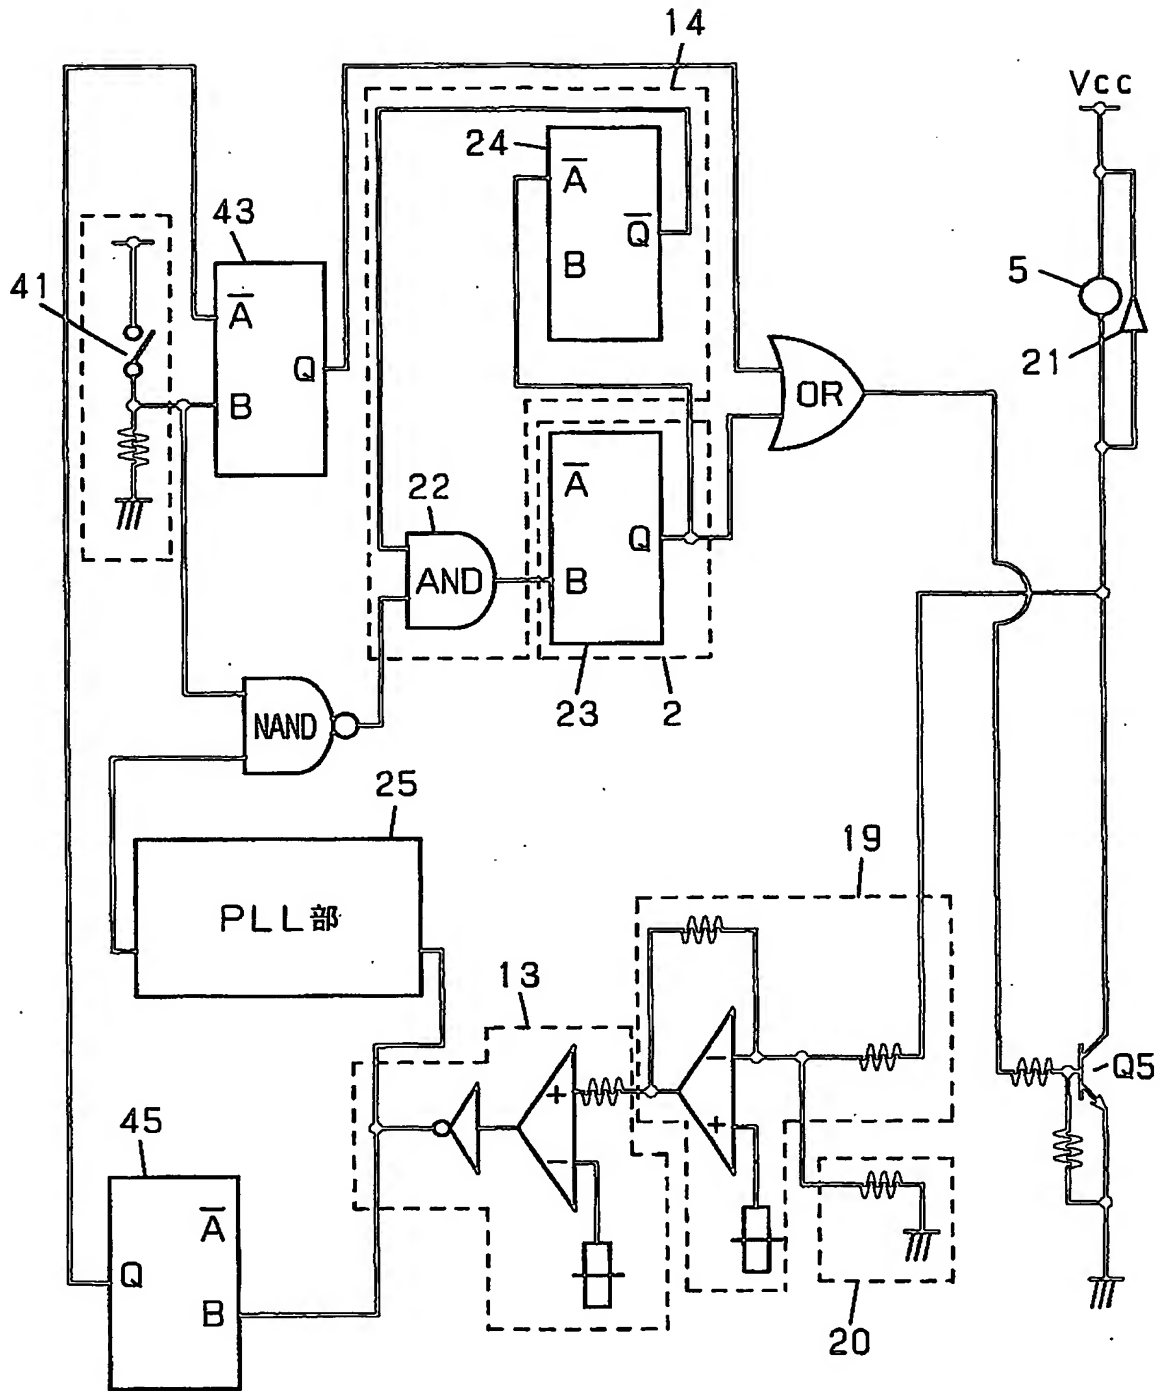 14
Vcc
24
A̅
Q̅
B
43
A̅
Q
B
41
5
21
OR
22
AND
A̅
Q
B
23
2
NAND
25
PLL部
19
13
−
+
+
−
Q5
45
A̅
Q
B
20